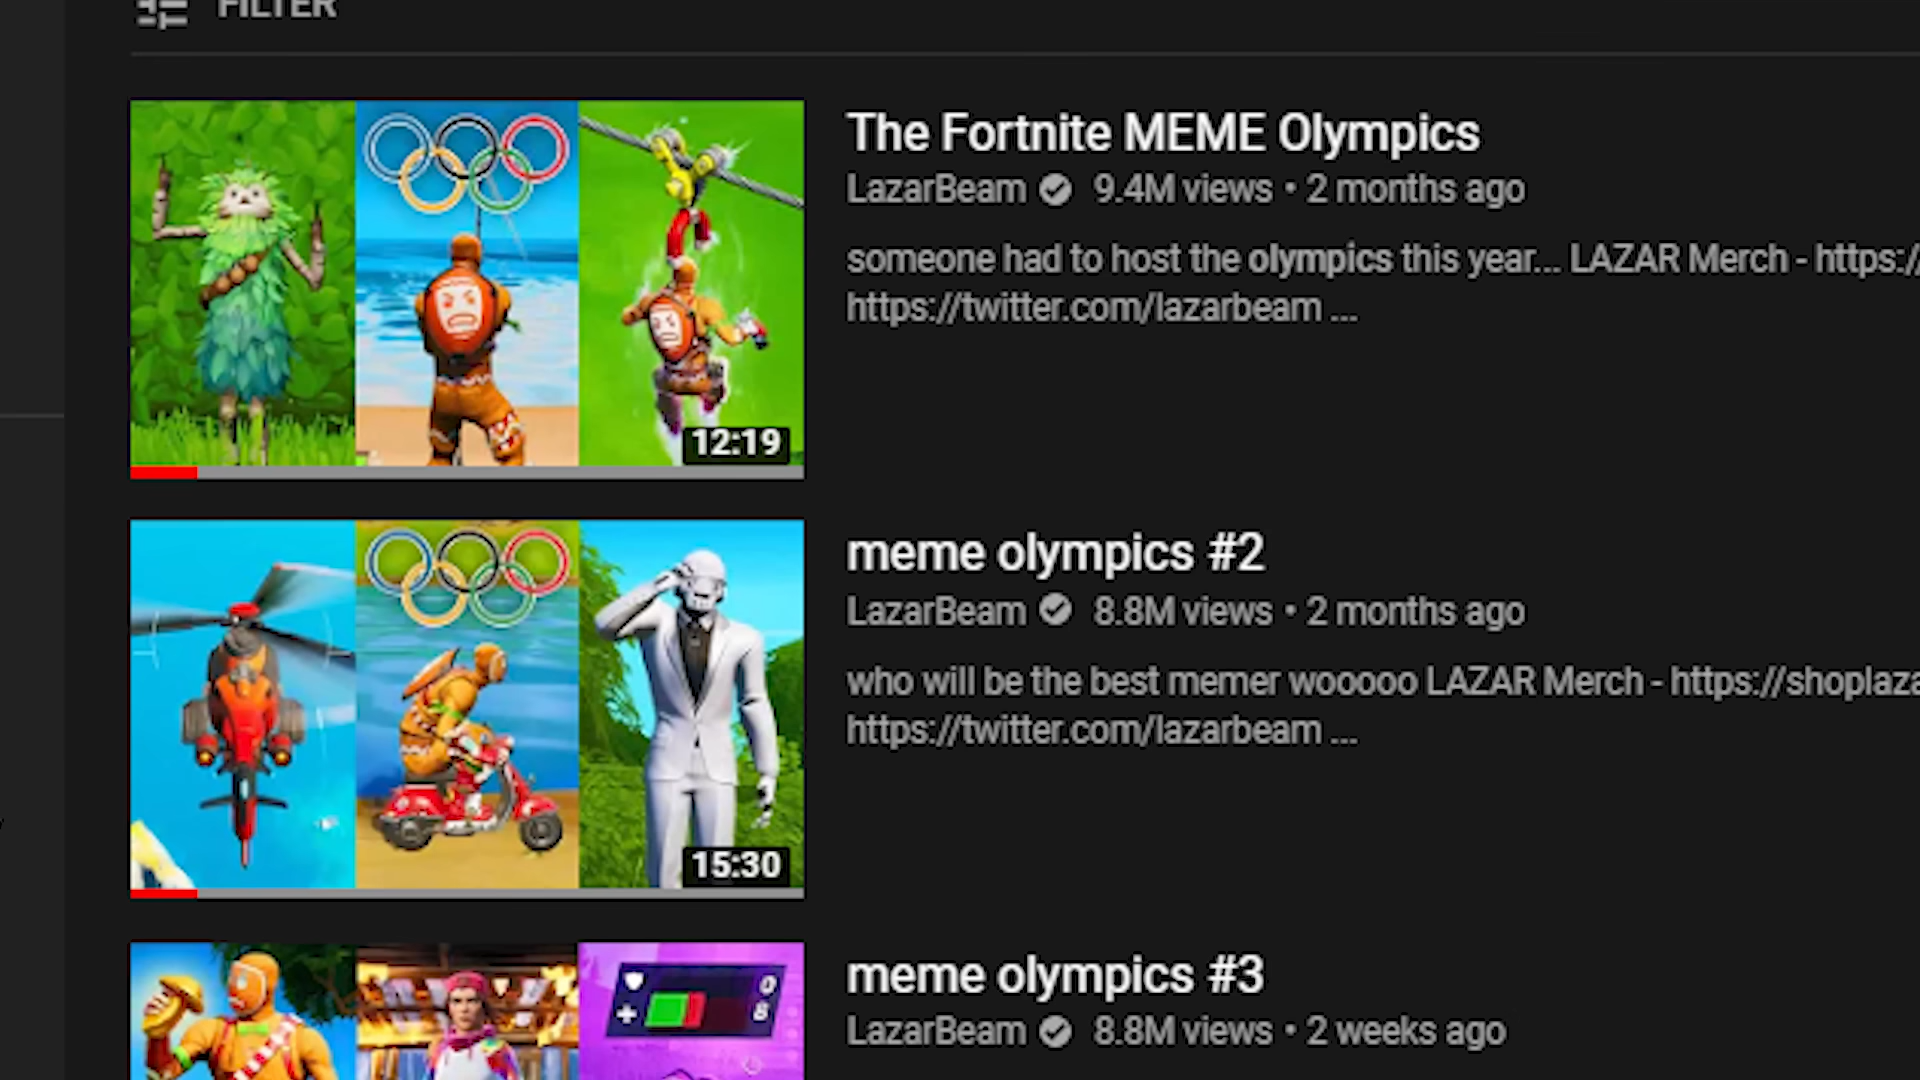 FILTER
The Fortnite MEME Olympics
LazarBeam 9.4M views • 2 months ago
someone had to host the olympics this year... LAZAR Merch - https:/
https://twitter.com/lazarbeam ...
12:19
meme olympics #2
LazarBeam 8.8M views • 2 months ago
who will be the best memer wooooo LAZAR Merch - https://shoplaza
https://twitter.com/lazarbeam ...
15:30
meme olympics #3
LazarBeam 8.8M views • 2 weeks ago
0
8